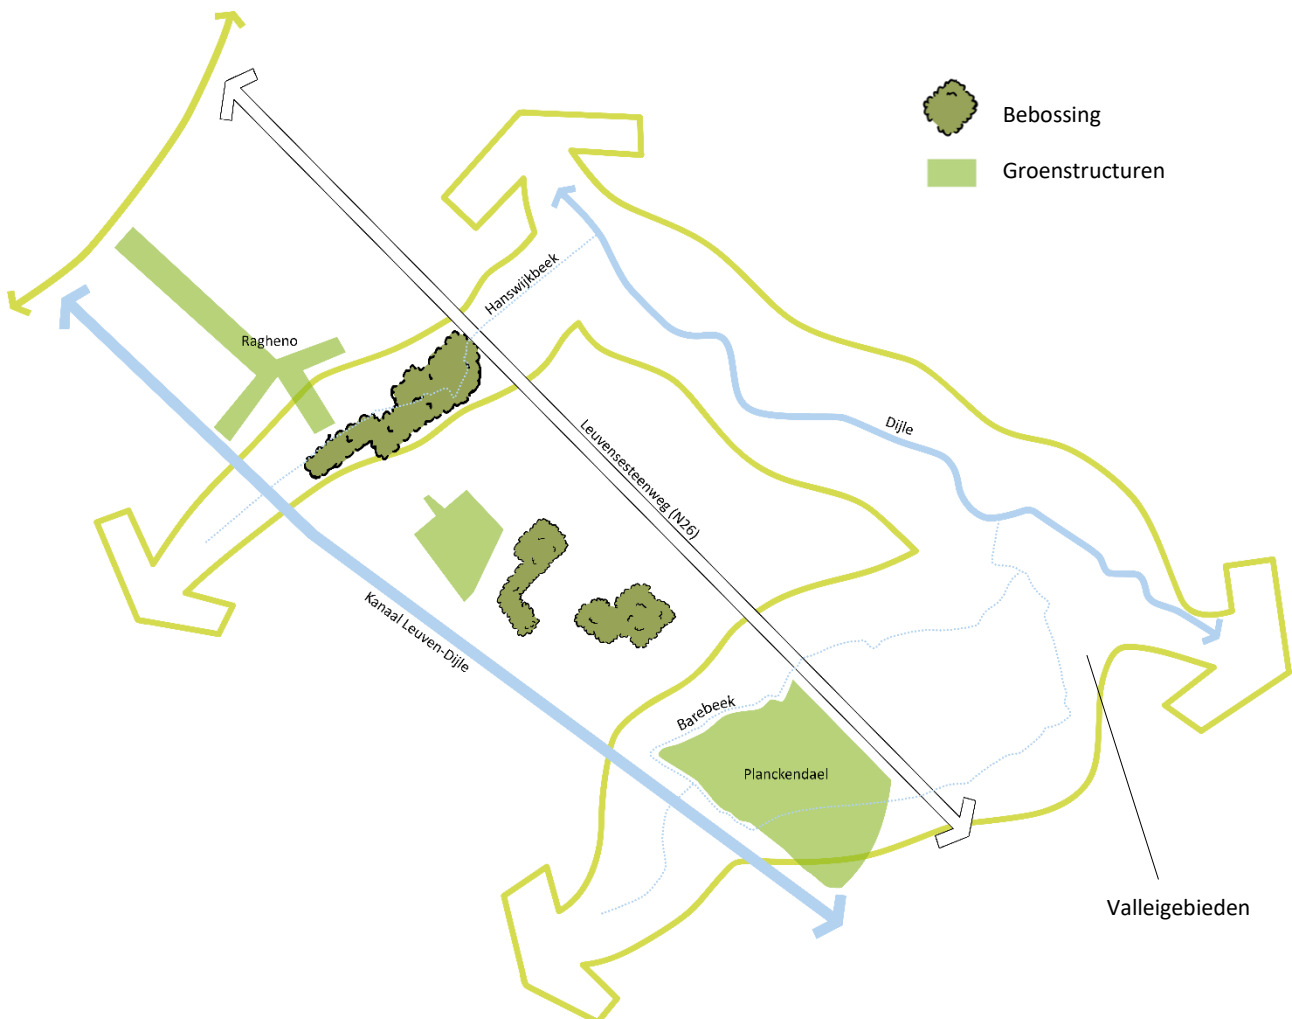 Bebossing
Groenstructuren
Hanswijkbeek
Ragheno
Dijle
Leuvensesteenweg (N26)
Kanaal Leuven-Dijle
Barebeek
Planckendael
Valleigebieden